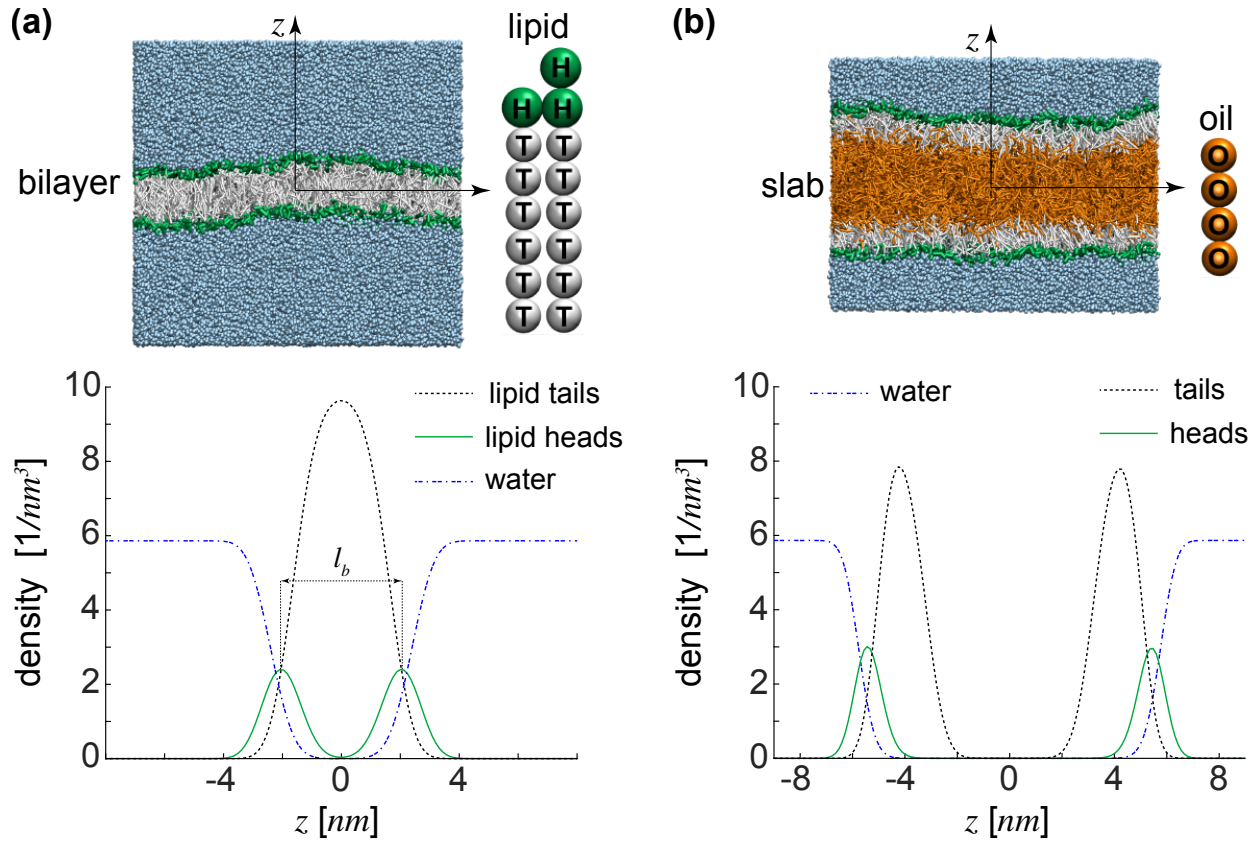 (a)
z
lipid
H
H H
T T
T T
T T
T T
T T
T T
bilayer
10
8
6
4
2
0
density [1/nm³]
lipid tails
lipid heads
water
l_b
-4 0 4
z [nm]
(b)
z
oil
O
O
O
O
slab
10
8
6
4
2
0
density [1/nm³]
water
tails
heads
-8 -4 0 4 8
z [nm]